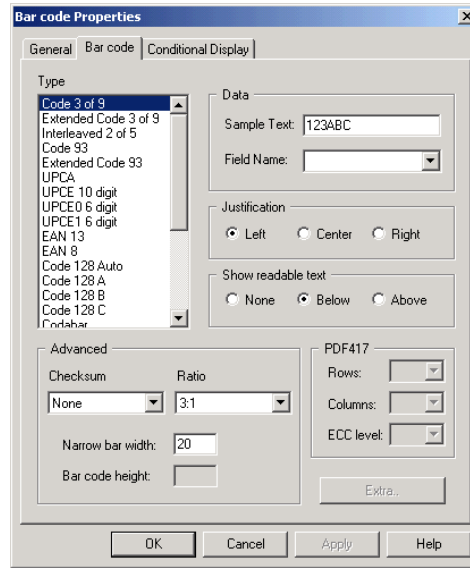 Bar code Properties
General Bar code Conditional Display
Type
Code 3 of 9
Extended Code 3 of 9
Interleaved 2 of 5
Code 93
Extended Code 93
UPCA
UPCE 10 digit
UPCE0 6 digit
UPCE1 6 digit
EAN 13
EAN 8
Code 128 Auto
Code 128 A
Code 128 B
Code 128 C
Codabar
Data
Sample Text: 123ABC
Field Name:
Justification
Left Center Right
Show readable text
None Below Above
Advanced
Checksum Ratio
None 3:1
Narrow bar width: 20
Bar code height:
PDF417
Rows:
Columns:
ECC level:
Extra..
OK Cancel Apply Help